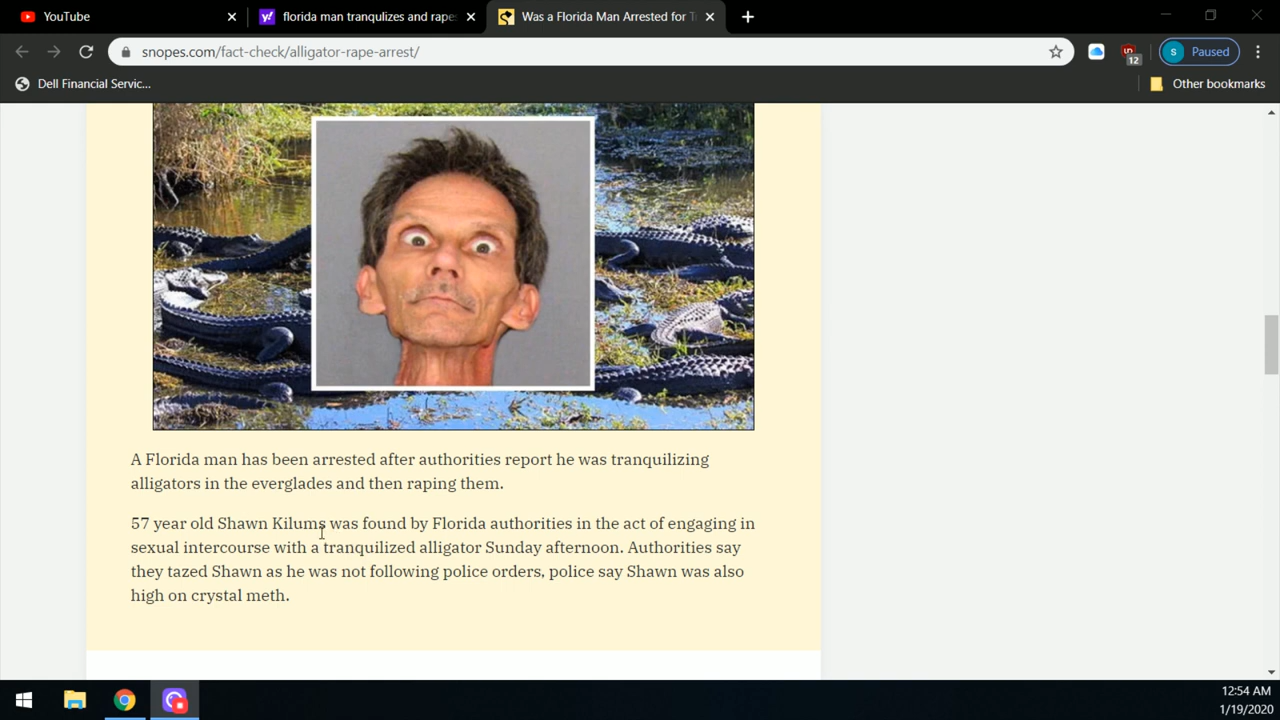 YouTube
florida man tranqulizes and rapes
Was a Florida Man Arrested for T
snopes.com/fact-check/alligator-rape-arrest/
12
S
Paused
Dell Financial Servic...
Other bookmarks
A Florida man has been arrested after authorities report he was tranquilizing
alligators in the everglades and then raping them.
57 year old Shawn Kilums was found by Florida authorities in the act of engaging in
sexual intercourse with a tranquilized alligator Sunday afternoon. Authorities say
they tazed Shawn as he was not following police orders, police say Shawn was also
high on crystal meth.
12:54 AM
1/19/2020